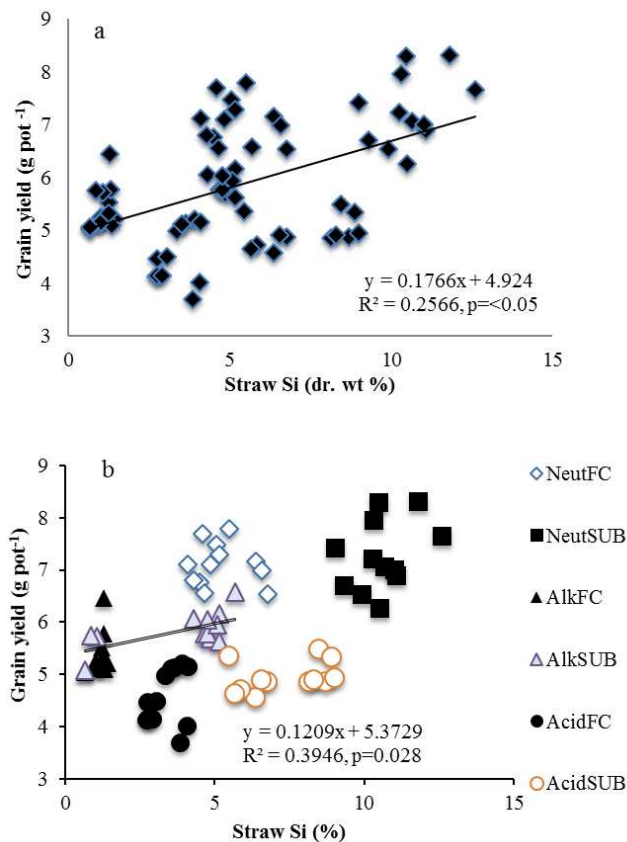 a
9
8
7
6
5
4
3
Grain yield (g pot -1)
y = 0.1766x + 4.924
R² = 0.2566, p=<0.05
0 5 10 15
Straw Si (dr. wt %)
b
9
8
7
6
5
4
3
Grain yield (g pot-1)
y = 0.1209x + 5.3729
R² = 0.3946, p=0.028
0 5 10 15
Straw Si (%)
NeutFC
NeutSUB
AlkFC
AlkSUB
AcidFC
AcidSUB